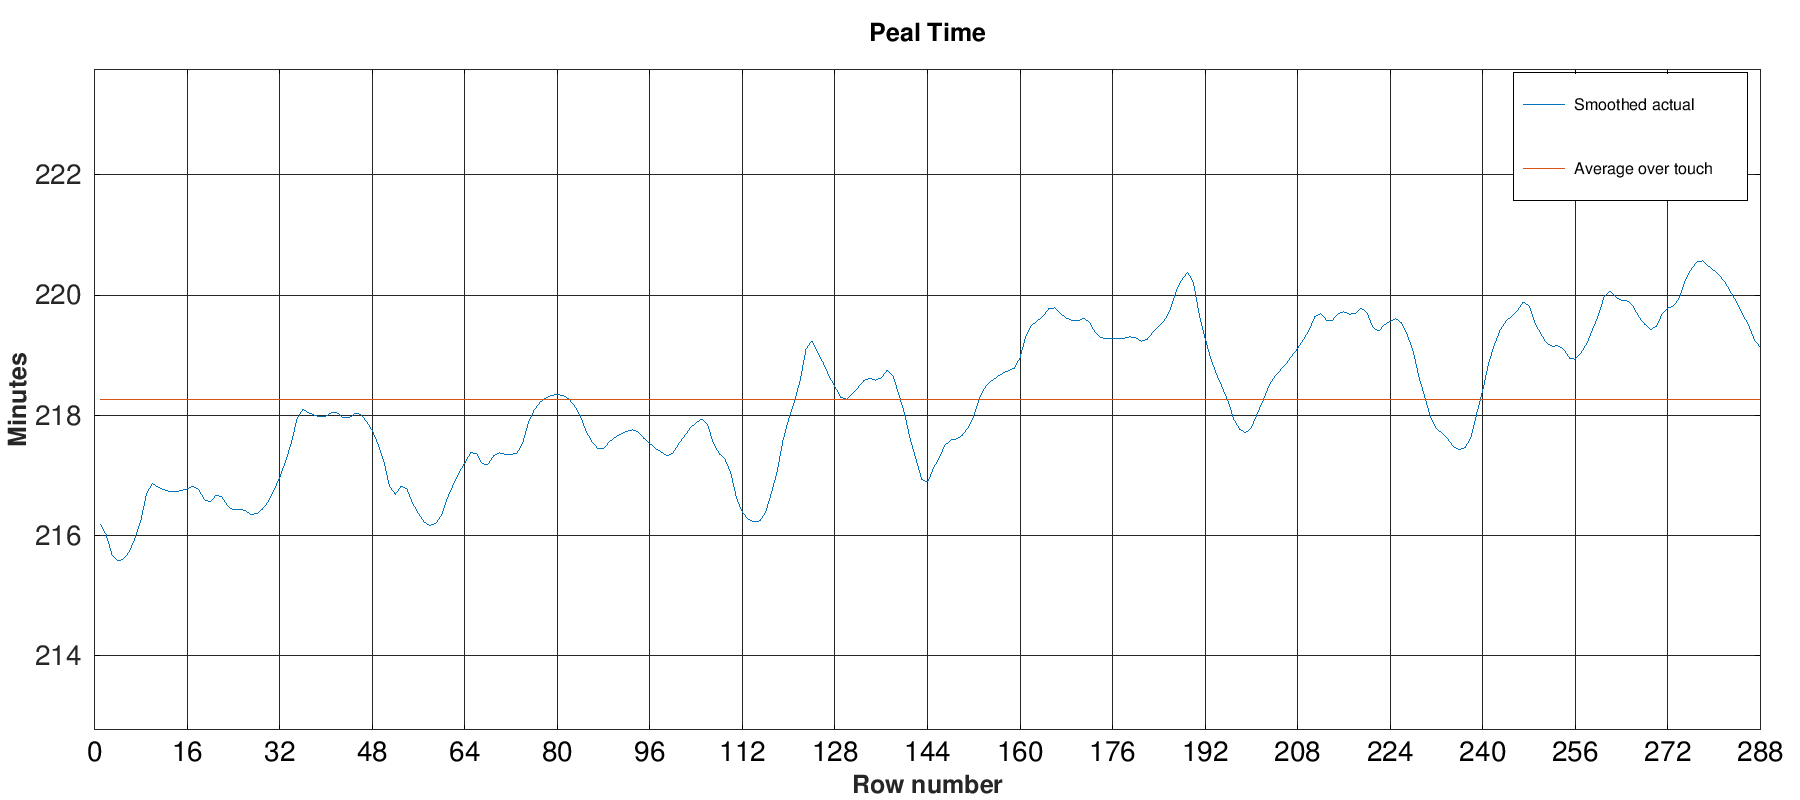 Peal Time
Smoothed actual
Average over touch
222
220
218
216
214
Minutes
0 16 32 48 64 80 96 112 128 144 160 176 192 208 224 240 256 272 288
Row number